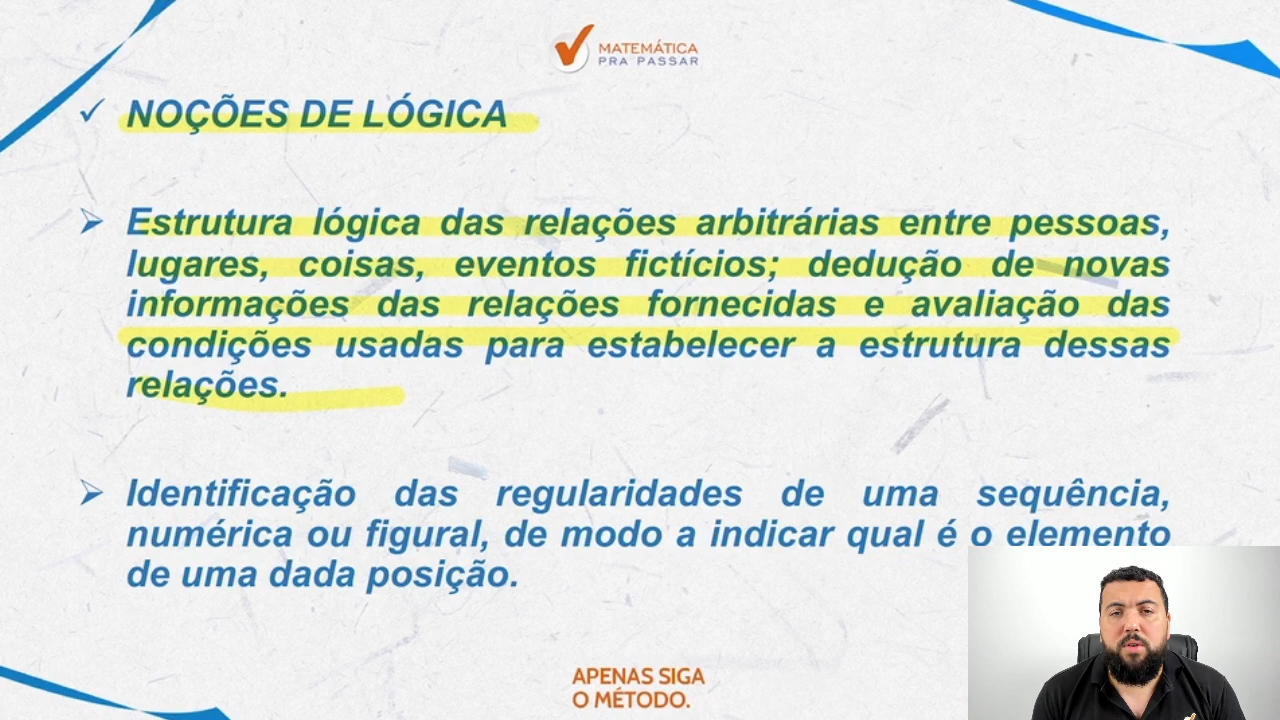 MATEMÁTICA
PRA PASSAR
NOÇÕES DE LÓGICA
Estrutura lógica das relações arbitrárias entre pessoas,
lugares, coisas, eventos fictícios; dedução de novas
informações das relações fornecidas e avaliação das
condições usadas para estabelecer a estrutura dessas
relações.
Identificação das regularidades de uma sequência,
numérica ou figural, de modo a indicar qual é o elemento
de uma dada posição.
APENAS SIGA
O MÉTODO.